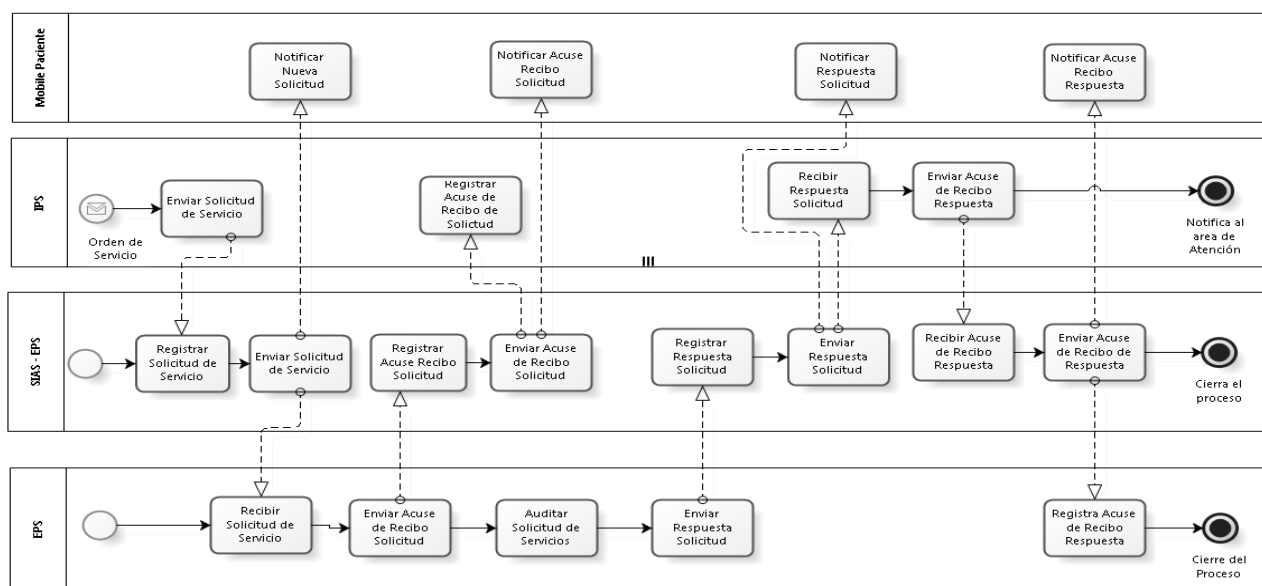 Mobile Paciente
Notificar
Nueva
Solicitud
Notificar Acuse
Recibo
Solicitud
Notificar
Respuesta
Solicitud
Notificar Acuse
Recibo
Respuesta
IPS
Orden de
Servicio
Enviar Solicitud
de Servicio
Registrar
Acuse de
Recibo de
Solictud
Recibir
Respuesta
Solicitud
Enviar Acuse
de Recibo
Respuesta
Notifica al
area de
Atención
SIAS - EPS
Registrar
Solicitud de
Servicio
Enviar Solicitud
de Servicio
Registrar
Acuse Recibo
Solicitud
Enviar Acuse
de Recibo
Solicitud
Registrar
Respuesta
Solicitud
Enviar
Respuesta
Solicitud
Recibir Acuse
de Recibo
Respuesta
Enviar Acuse
de Recibo de
Respuesta
Cierra el
proceso
EPS
Recibir
Solicitud de
Servicio
Enviar Acuse
de Recibo
Solicitud
Auditar
Solicitud de
Servicios
Enviar
Respuesta
Solicitud
Registra Acuse
de Recibo
Respuesta
Cierre del
Proceso